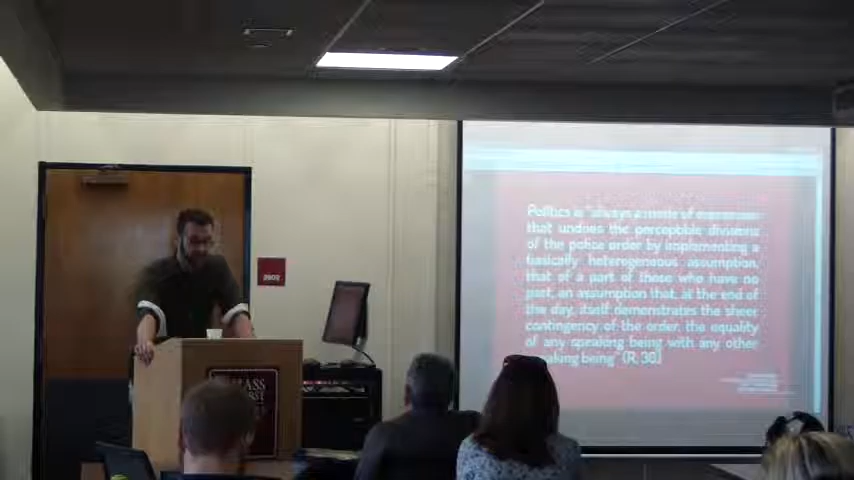 Politics is "always a mode of expression
that undoes the perceptible divisions
of the police order by implementing a
basically heterogeneous assumption,
that of a part of those who have no
part, an assumption that, at the end of
the day, itself demonstrates the sheer
contingency of the order, the equality
of any speaking being with any other
speaking being" (R, 30)
MASS